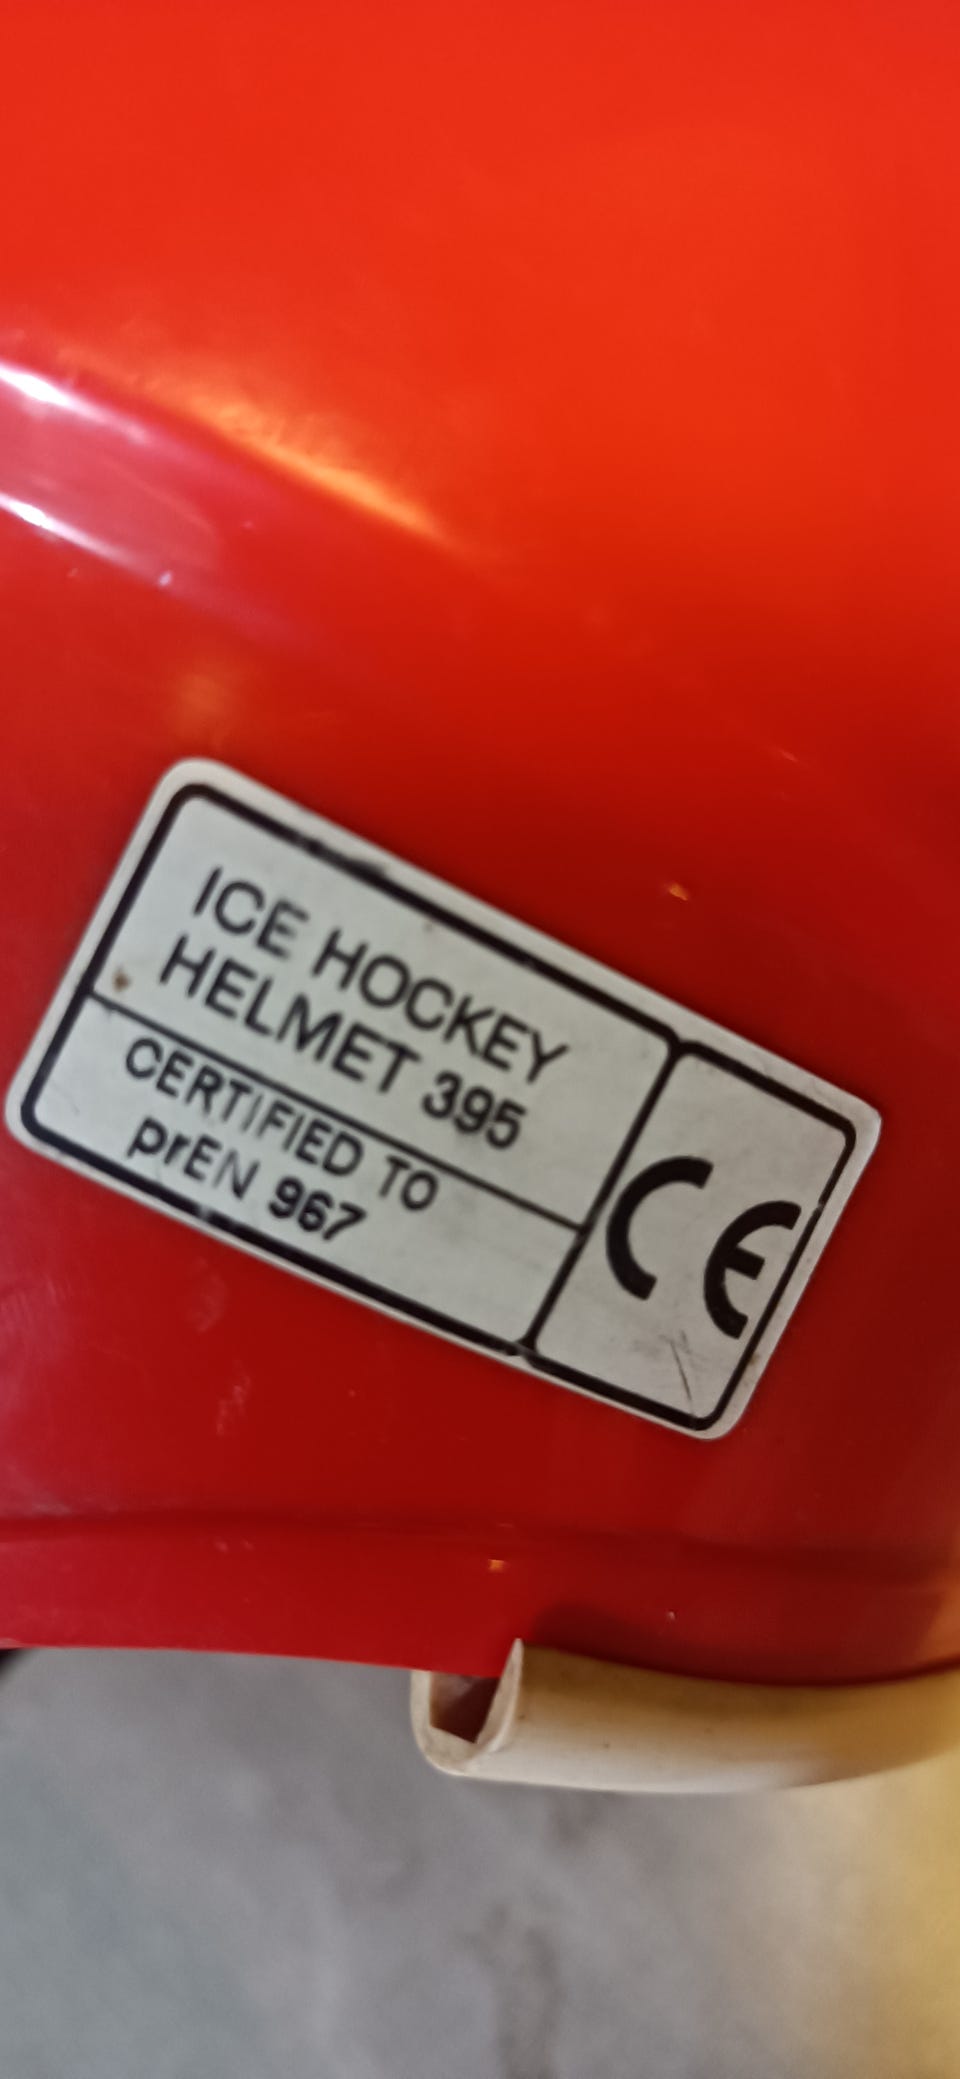 ICE HOCKEY
HELMET 395
CERTIFIED TO
prEN 967
CE